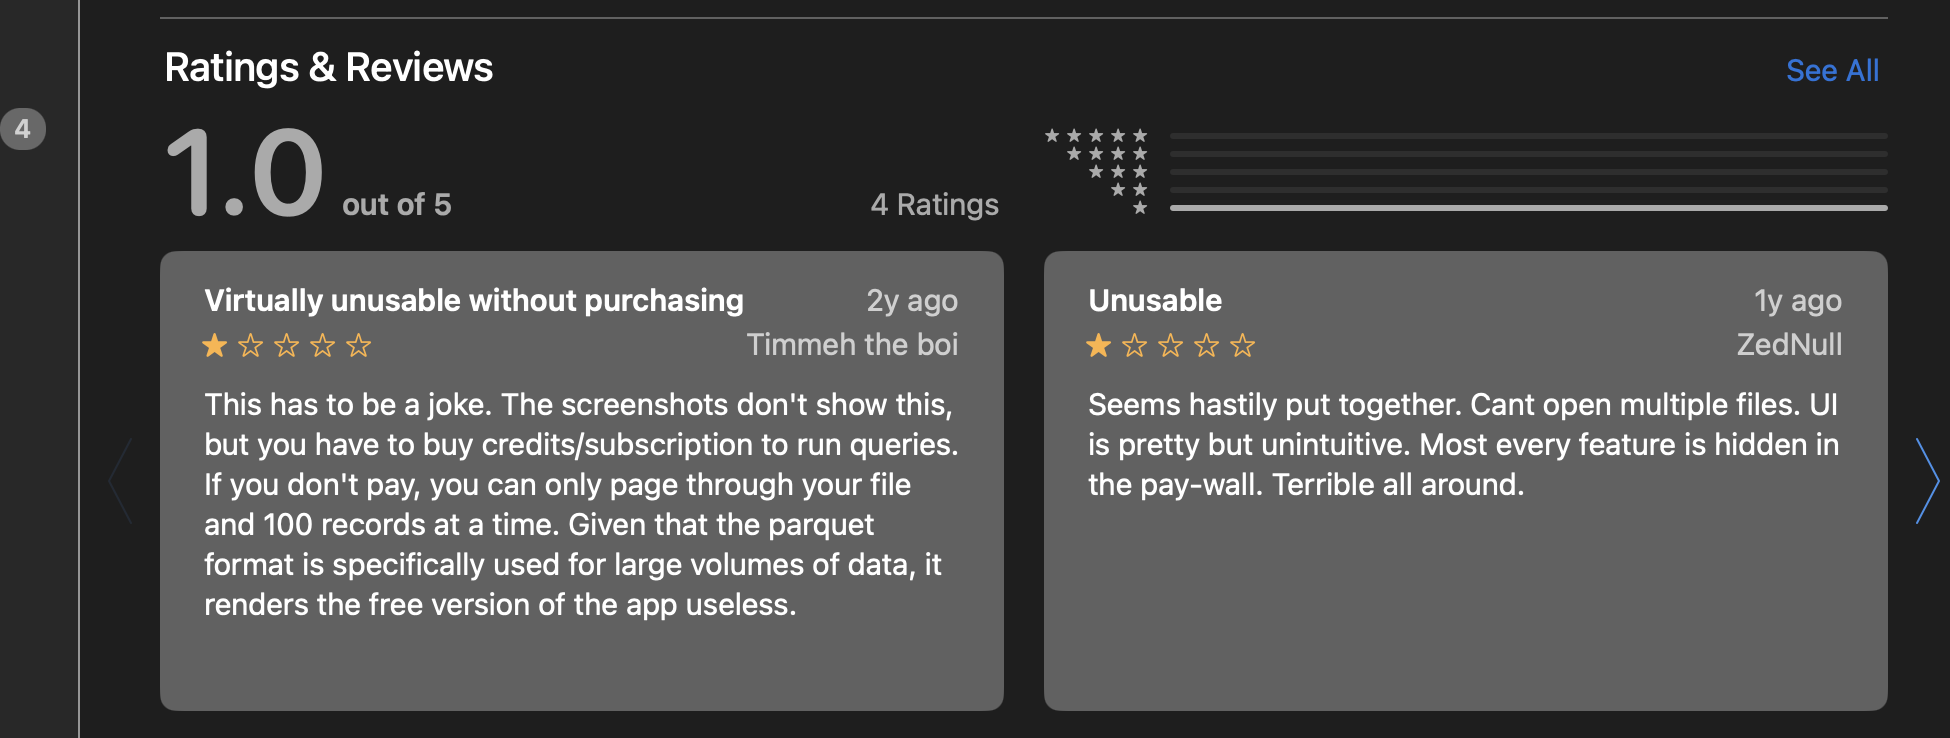 Ratings & Reviews
See All
4
1.0 out of 5
4 Ratings
Virtually unusable without purchasing
2y ago
Timmeh the boi
This has to be a joke. The screenshots don't show this,
but you have to buy credits/subscription to run queries.
If you don't pay, you can only page through your file
and 100 records at a time. Given that the parquet
format is specifically used for large volumes of data, it
renders the free version of the app useless.
Unusable
1y ago
ZedNull
Seems hastily put together. Cant open multiple files. UI
is pretty but unintuitive. Most every feature is hidden in
the pay-wall. Terrible all around.